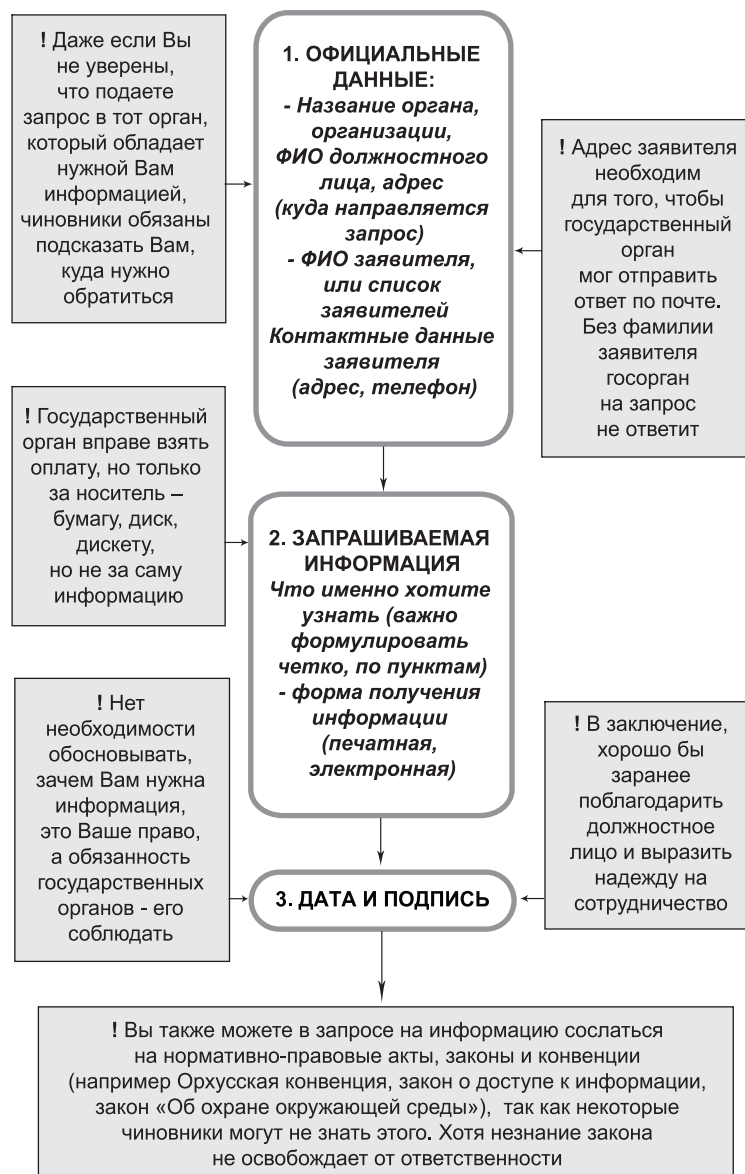 ! Даже если Вы
не уверены,
что подаете
запрос в тот орган,
который обладает
нужной Вам
информацией,
чиновники обязаны
подсказать Вам,
куда нужно
обратиться
1. ОФИЦИАЛЬНЫЕ
ДАННЫЕ:
- Название органа,
организации,
ФИО должностного
лица, адрес
(куда направляется
запрос)
- ФИО заявителя,
или список
заявителей
Контактные данные
заявителя
(адрес, телефон)
! Адрес заявителя
необходим
для того, чтобы
государственный
орган
мог отправить
ответ по почте.
Без фамилии
заявителя
госорган
на запрос
не ответит
! Государственный
орган вправе взять
оплату, но только
за носитель –
бумагу, диск,
дискету,
но не за саму
информацию
2. ЗАПРАШИВАЕМАЯ
ИНФОРМАЦИЯ
Что именно хотите
узнать (важно
формулировать
четко, по пунктам)
- форма получения
информации
(печатная,
электронная)
! Нет
необходимости
обосновывать,
зачем Вам нужна
информация,
это Ваше право,
а обязанность
государственных
органов - его
соблюдать
! В заключение,
хорошо бы
заранее
поблагодарить
должностное
лицо и выразить
надежду на
сотрудничество
3. ДАТА И ПОДПИСЬ
! Вы также можете в запросе на информацию сослаться
на нормативно-правовые акты, законы и конвенции
(например Орхусская конвенция, закон о доступе к информации,
закон «Об охране окружающей среды»), так как некоторые
чиновники могут не знать этого. Хотя незнание закона
не освобождает от ответственности